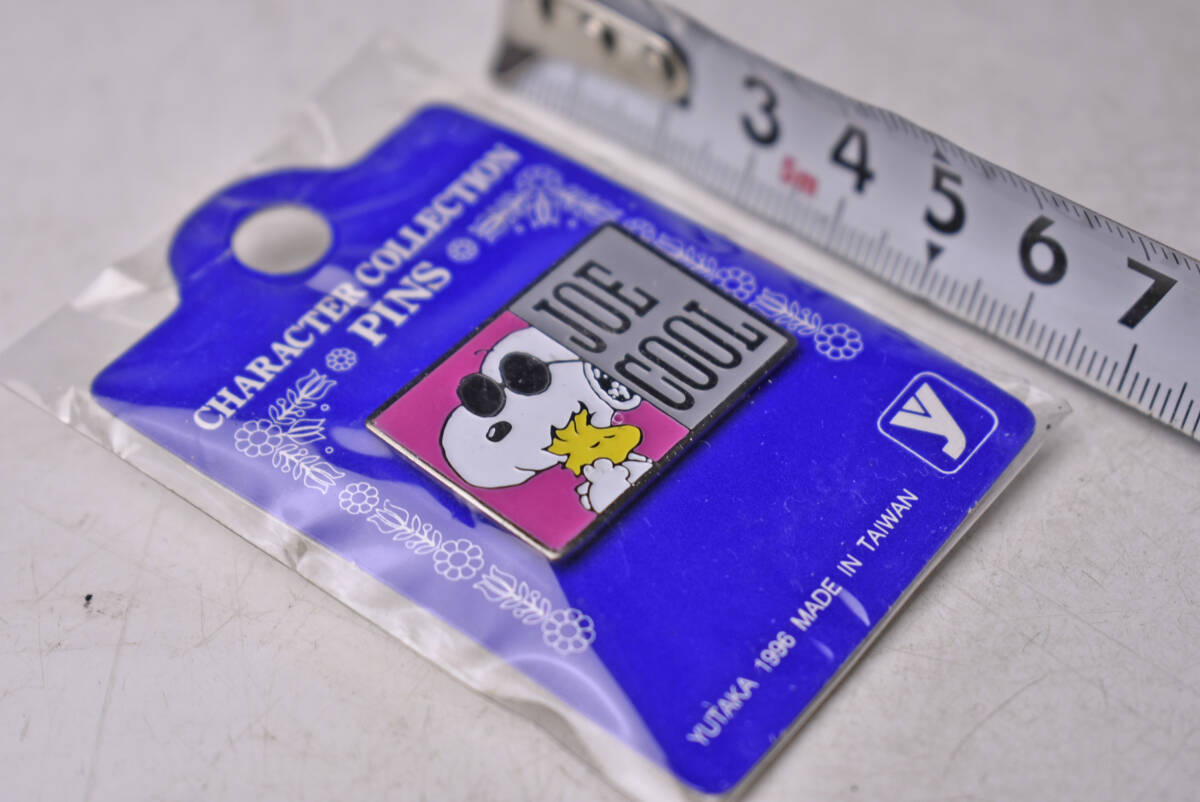 CHARACTER COLLECTION
PINS
JOE
COOL
y
YUTAKA 1996 MADE IN TAIWAN
3 4 5 6 7
5m